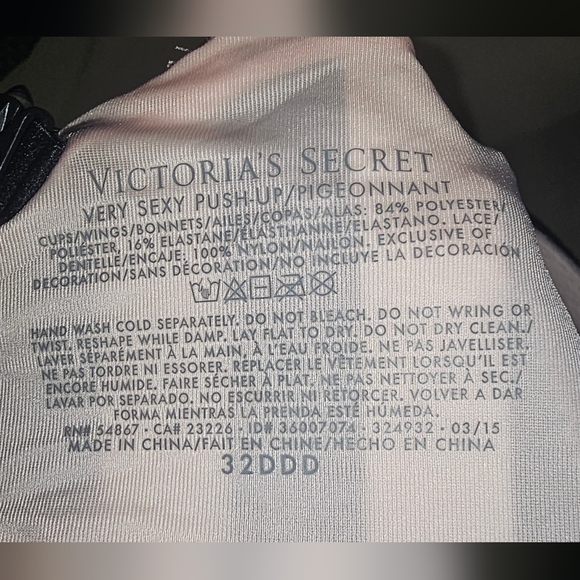 VICTORIA'S SECRET
VERY SEXY PUSH-UP/PIGEONNANT
CUPS/WINGS/BONNETS/AILES/COPAS/ALAS: 84% POLYESTER/
POLIESTER, 16% ELASTANE/ÉLASTHANNE/ELASTANO. LACE/
DENTELLE/ENCAJE: 100% NYLON/NAILON. EXCLUSIVE OF
DECORATION/SANS DÉCORATION/NO INCLUYE LA DECORACIÓN
HAND WASH COLD SEPARATELY. DO NOT BLEACH. DO NOT WRING OR
TWIST. RESHAPE WHILE DAMP. LAY FLAT TO DRY. DO NOT DRY CLEAN./
LAVER SÉPARÉMENT À LA MAIN, À L'EAU FROIDE. NE PAS JAVELLISER.
NE PAS TORDRE NI ESSORER. REPLACER LE VÊTEMENT LORSQU'IL EST
ENCORE HUMIDE, FAIRE SÉCHER À PLAT. NE PAS NETTOYER À SEC./
LAVAR POR SEPARADO. NO ESCURRIR NI RETORCER. VOLVER A DAR
FORMA MIENTRAS LA PRENDA ESTÉ HÚMEDA.
RN# 54867 · CA# 23226 · ID# 36007074 · 324932 · 03/15
MADE IN CHINA/FAIT EN CHINE/HECHO EN CHINA
32DDD